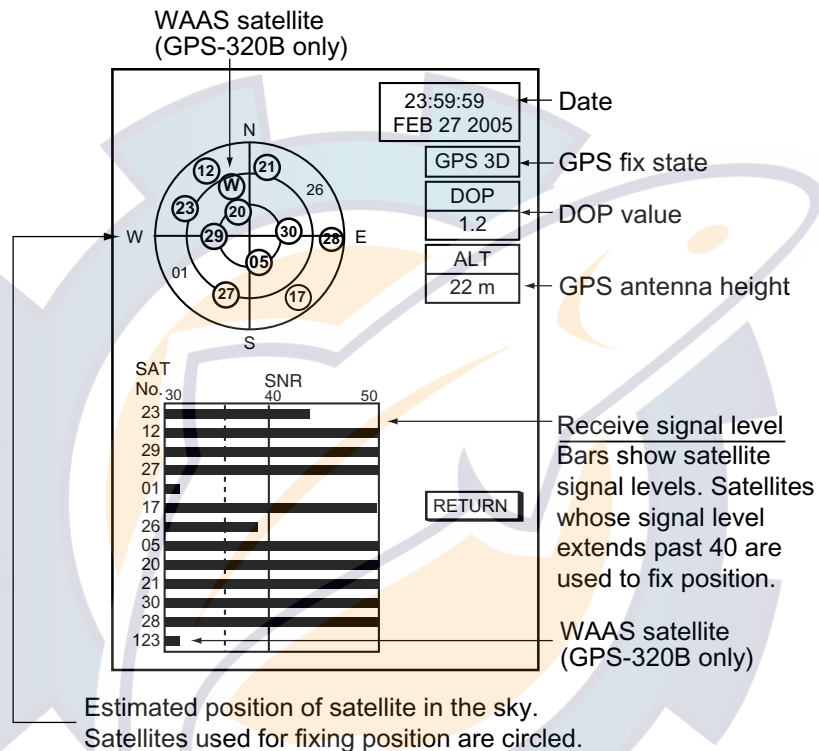 WAAS satellite
(GPS-320B only)
23:59:59
FEB 27 2005
Date
N
GPS 3D
GPS fix state
12
21
W
26
DOP
23
20
1.2
DOP value
W
29
30
28
E
05
ALT
01
22 m
GPS antenna height
27
17
S
SAT
No.
30
SNR
40
50
23
12
29
27
01
17
26
05
20
21
30
28
123
Receive signal level
Bars show satellite
signal levels. Satellites
whose signal level
extends past 40 are
used to fix position.
RETURN
WAAS satellite
(GPS-320B only)
Estimated position of satellite in the sky.
Satellites used for fixing position are circled.